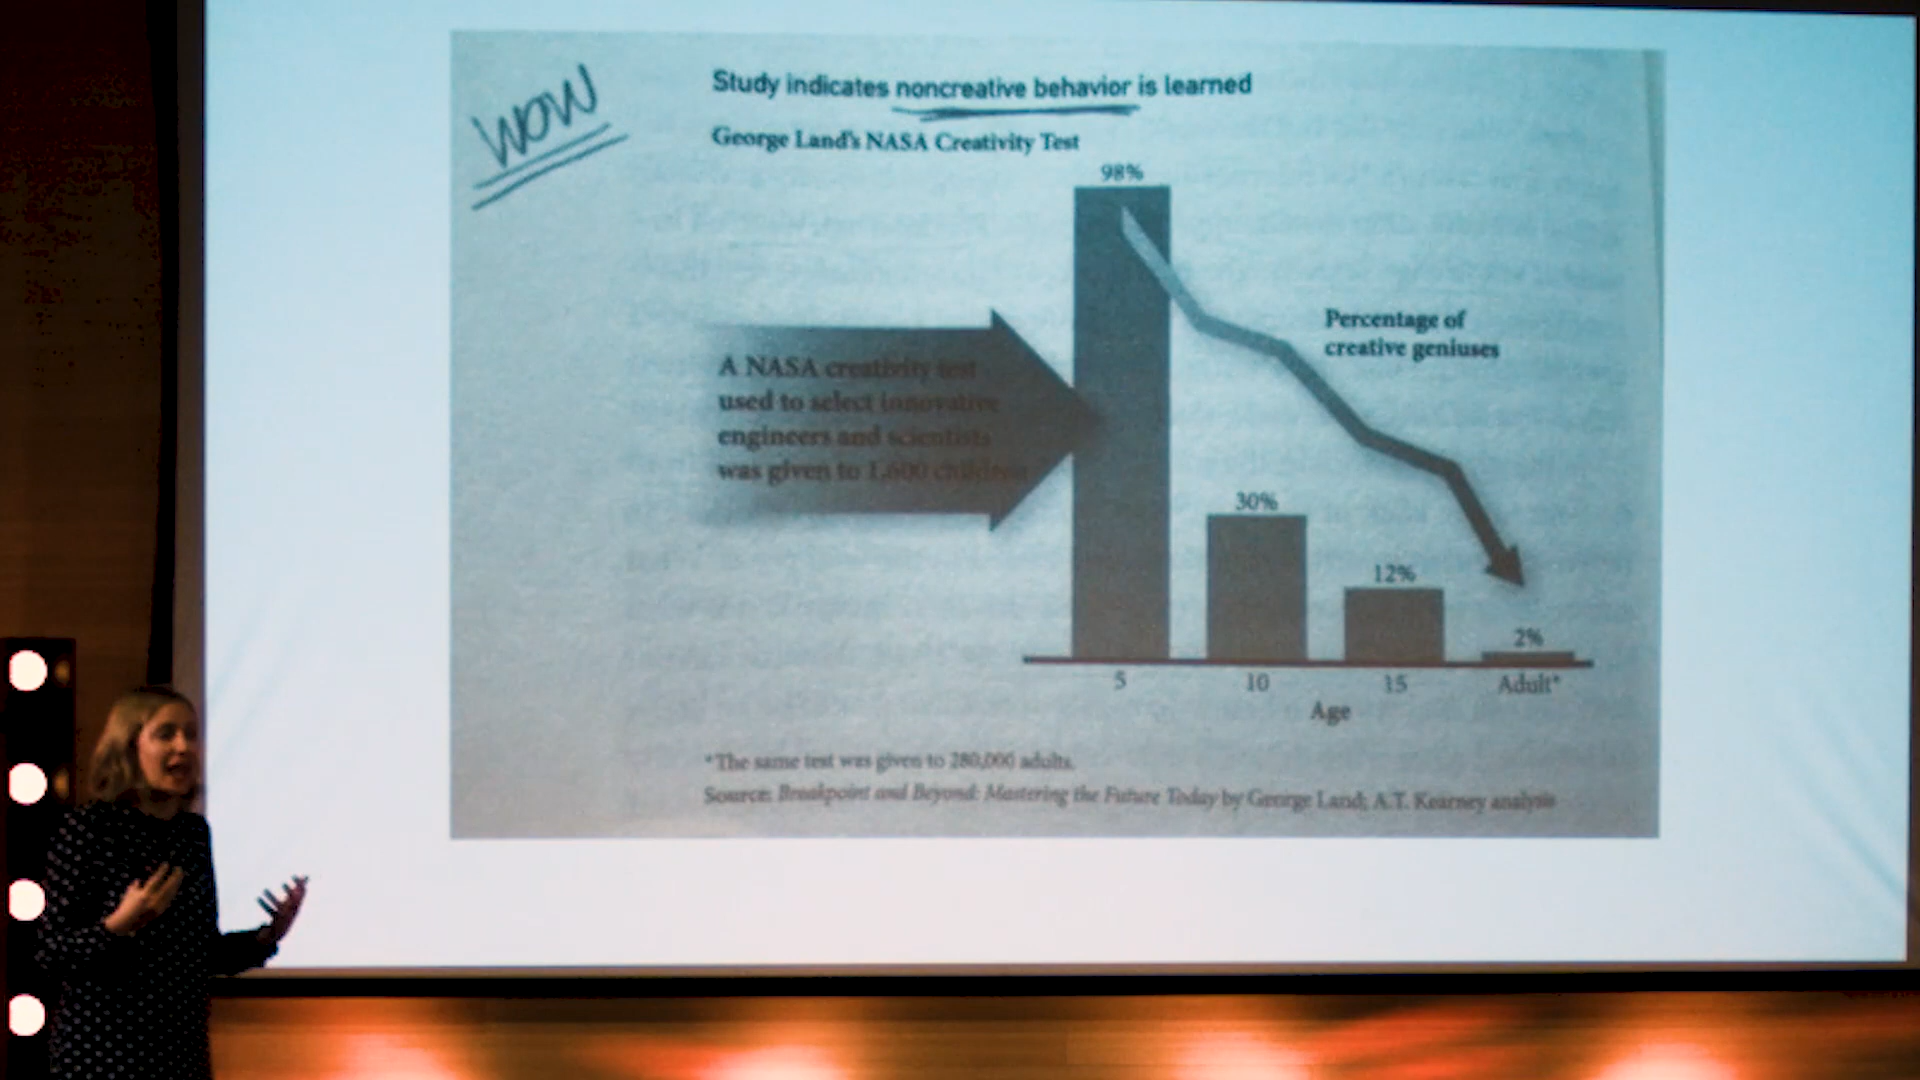 WOW
Study indicates noncreative behavior is learned
George Land's NASA Creativity Test
98%
A NASA creativity test
used to select innovative
engineers and scientists
was given to 1,600 children
Percentage of
creative geniuses
30%
12%
2%
5 10 15 Adult*
Age
*The same test was given to 280,000 adults.
Source: Breakpoint and Beyond: Mastering the Future Today by George Land; A.T. Kearney analysis